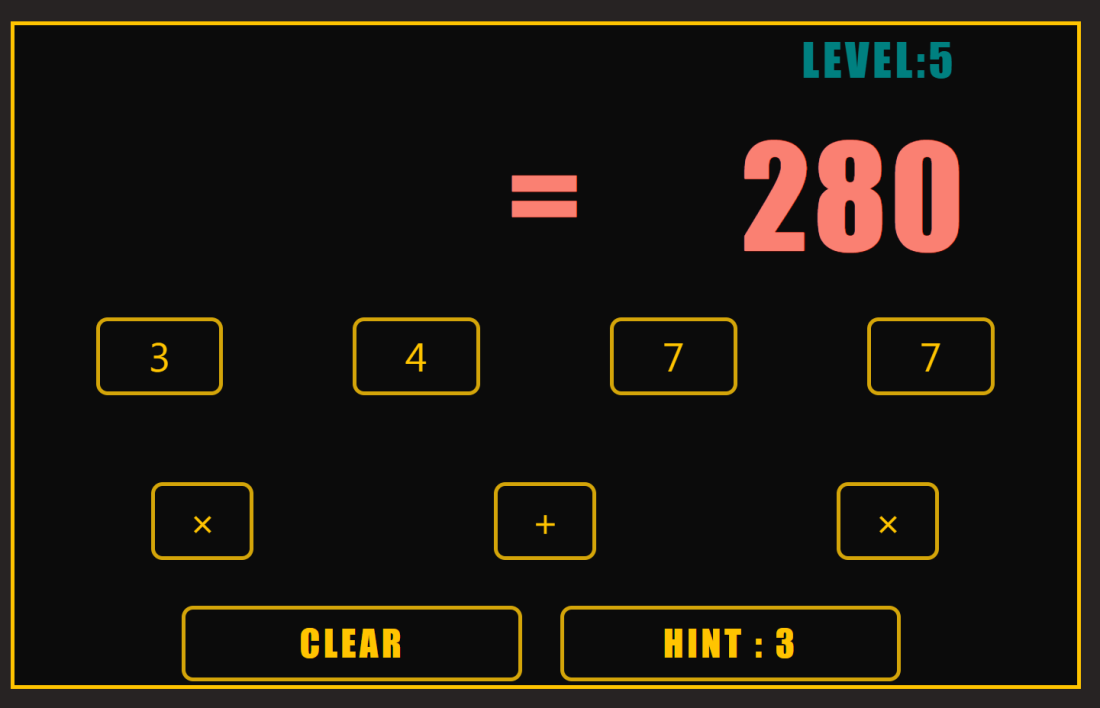 LEVEL:5
= 280
3 4 7 7
× + ×
CLEAR HINT : 3